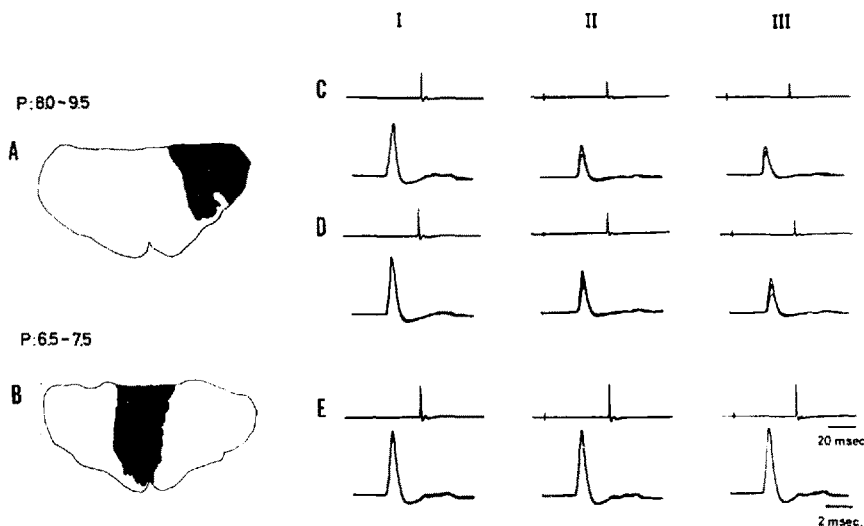 I II III
C
P:8.0-9.5
A
D
P:6.5-7.5
B E
20 msec
2 msec.